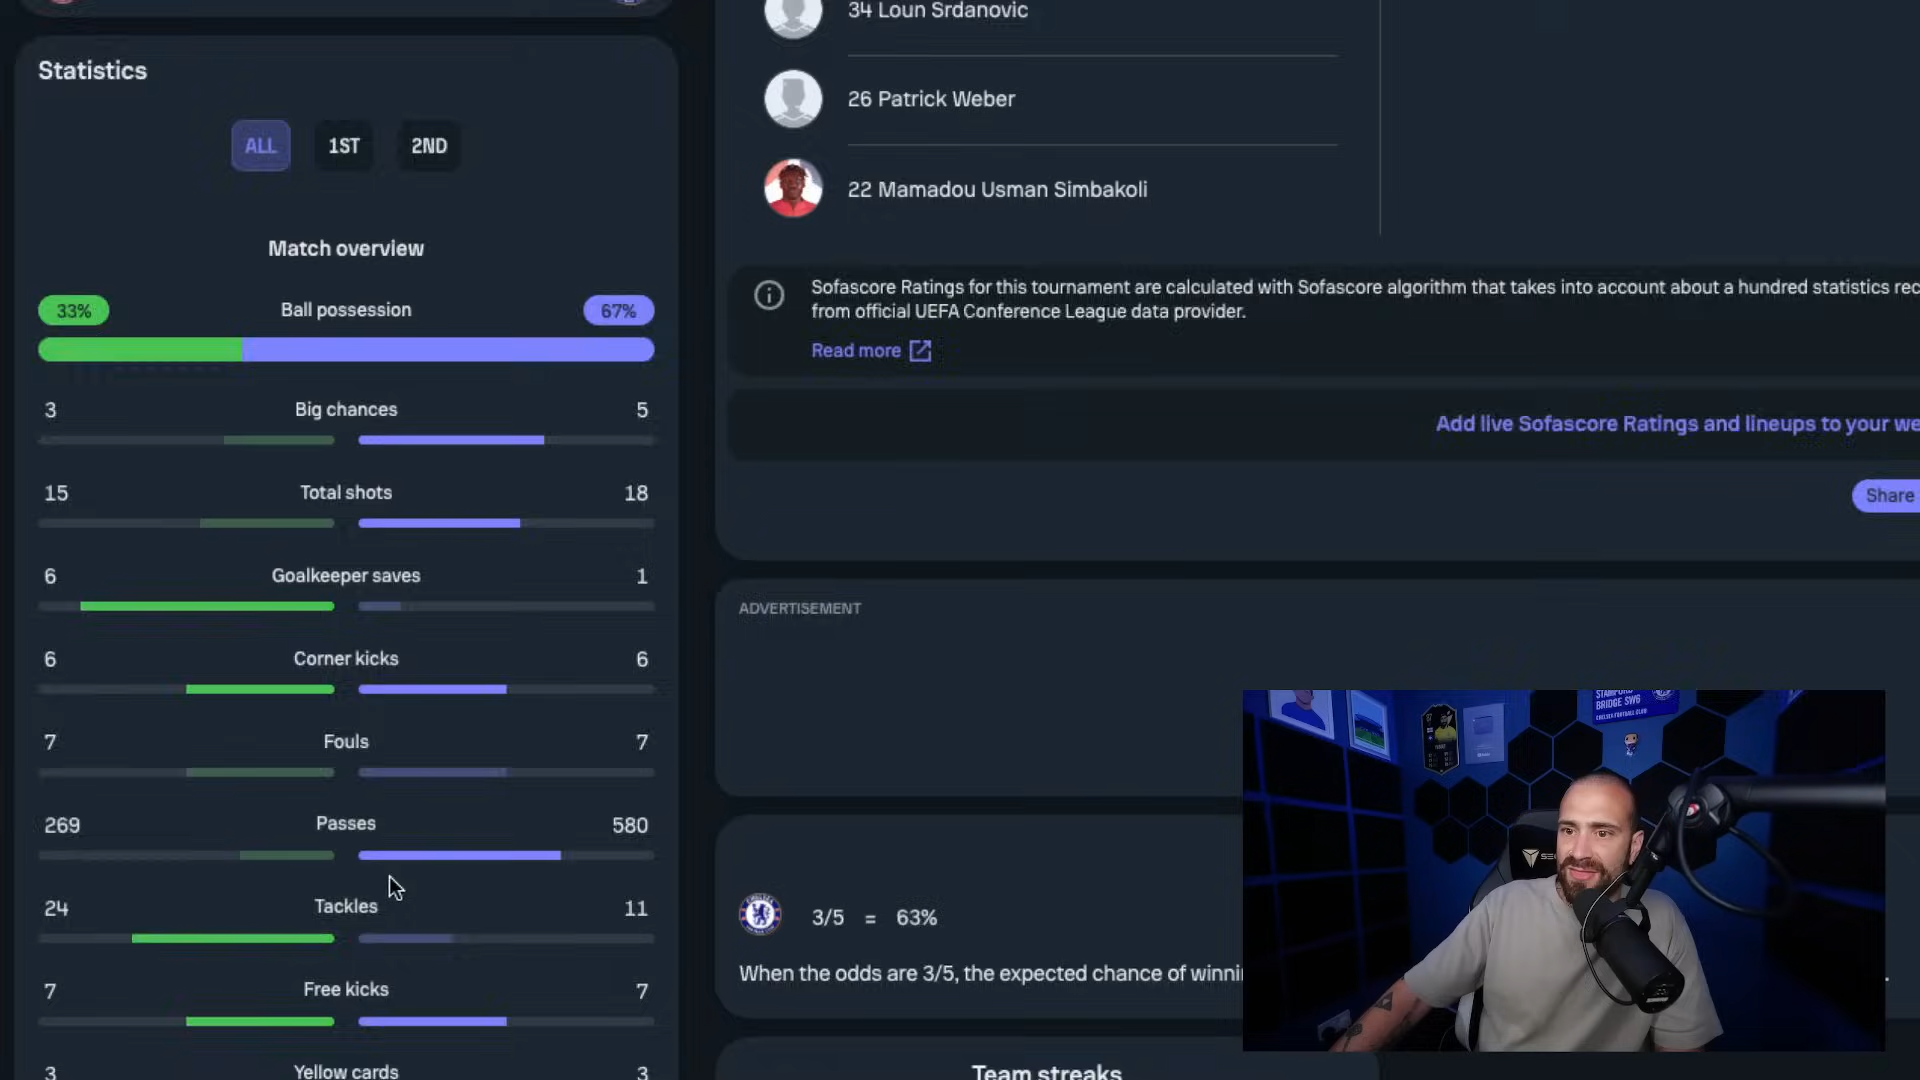 Statistics
ALL 1ST 2ND
Match overview
33% Ball possession 67%
3 Big chances 5
15 Total shots 18
6 Goalkeeper saves 1
6 Corner kicks 6
7 Fouls 7
269 Passes 580
24 Tackles 11
7 Free kicks 7
3 Yellow cards 3
34 Loun Srdanovic
26 Patrick Weber
22 Mamadou Usman Simbakoli
Sofascore Ratings for this tournament are calculated with Sofascore algorithm that takes into account about a hundred statistics rec
from official UEFA Conference League data provider.
Read more
Add live Sofascore Ratings and lineups to your we
Share
ADVERTISEMENT
3/5 = 63%
When the odds are 3/5, the expected chance of winni
Team streaks
STAMFORD
BRIDGE SW6